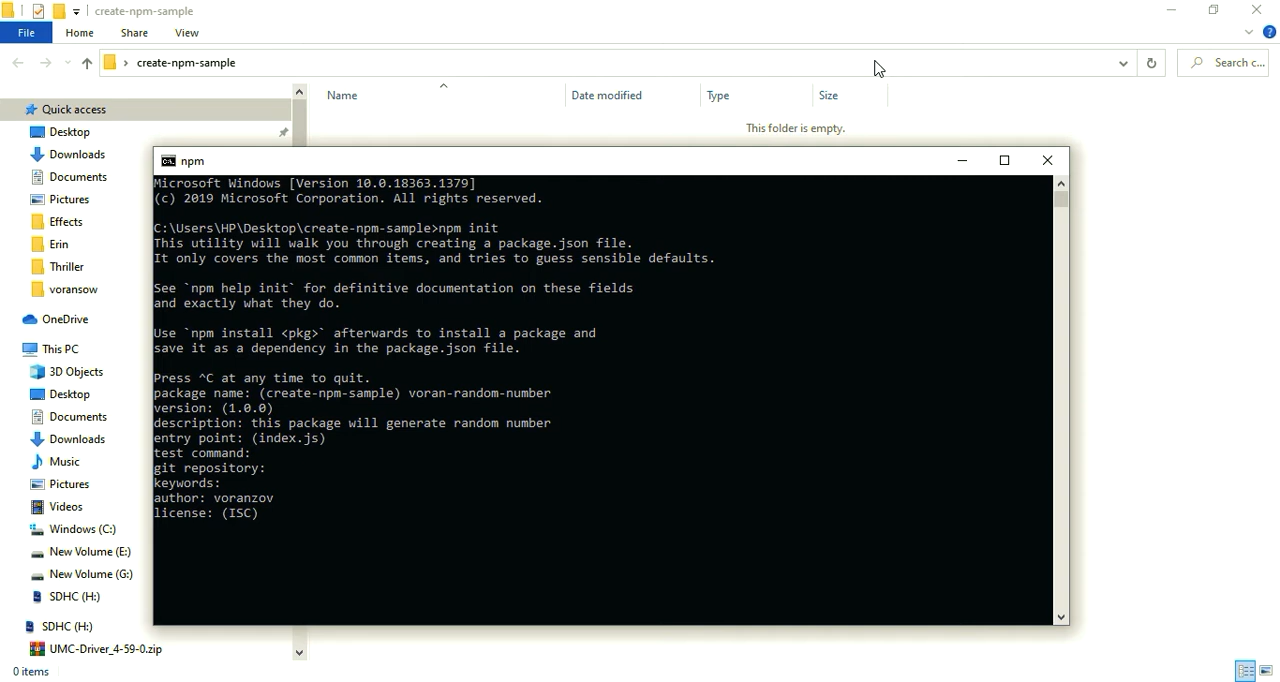 create-npm-sample
File Home Share View
create-npm-sample
Search c...
Name Date modified Type Size
This folder is empty.
Quick access
Desktop
Downloads
Documents
Pictures
Effects
Erin
Thriller
voransow
OneDrive
This PC
3D Objects
Desktop
Documents
Downloads
Music
Pictures
Videos
Windows (C:)
New Volume (E:)
New Volume (G:)
SDHC (H:)
SDHC (H:)
UMC-Driver_4-59-0.zip
0 items
npm
Microsoft Windows [Version 10.0.18363.1379]
(c) 2019 Microsoft Corporation. All rights reserved.
C:\Users\HP\Desktop\create-npm-sample>npm init
This utility will walk you through creating a package.json file.
It only covers the most common items, and tries to guess sensible defaults.
See `npm help init` for definitive documentation on these fields
and exactly what they do.
Use `npm install <pkg>` afterwards to install a package and
save it as a dependency in the package.json file.
Press ^C at any time to quit.
package name: (create-npm-sample) voran-random-number
version: (1.0.0)
description: this package will generate random number
entry point: (index.js)
test command:
git repository:
keywords:
author: voranzov
license: (ISC)